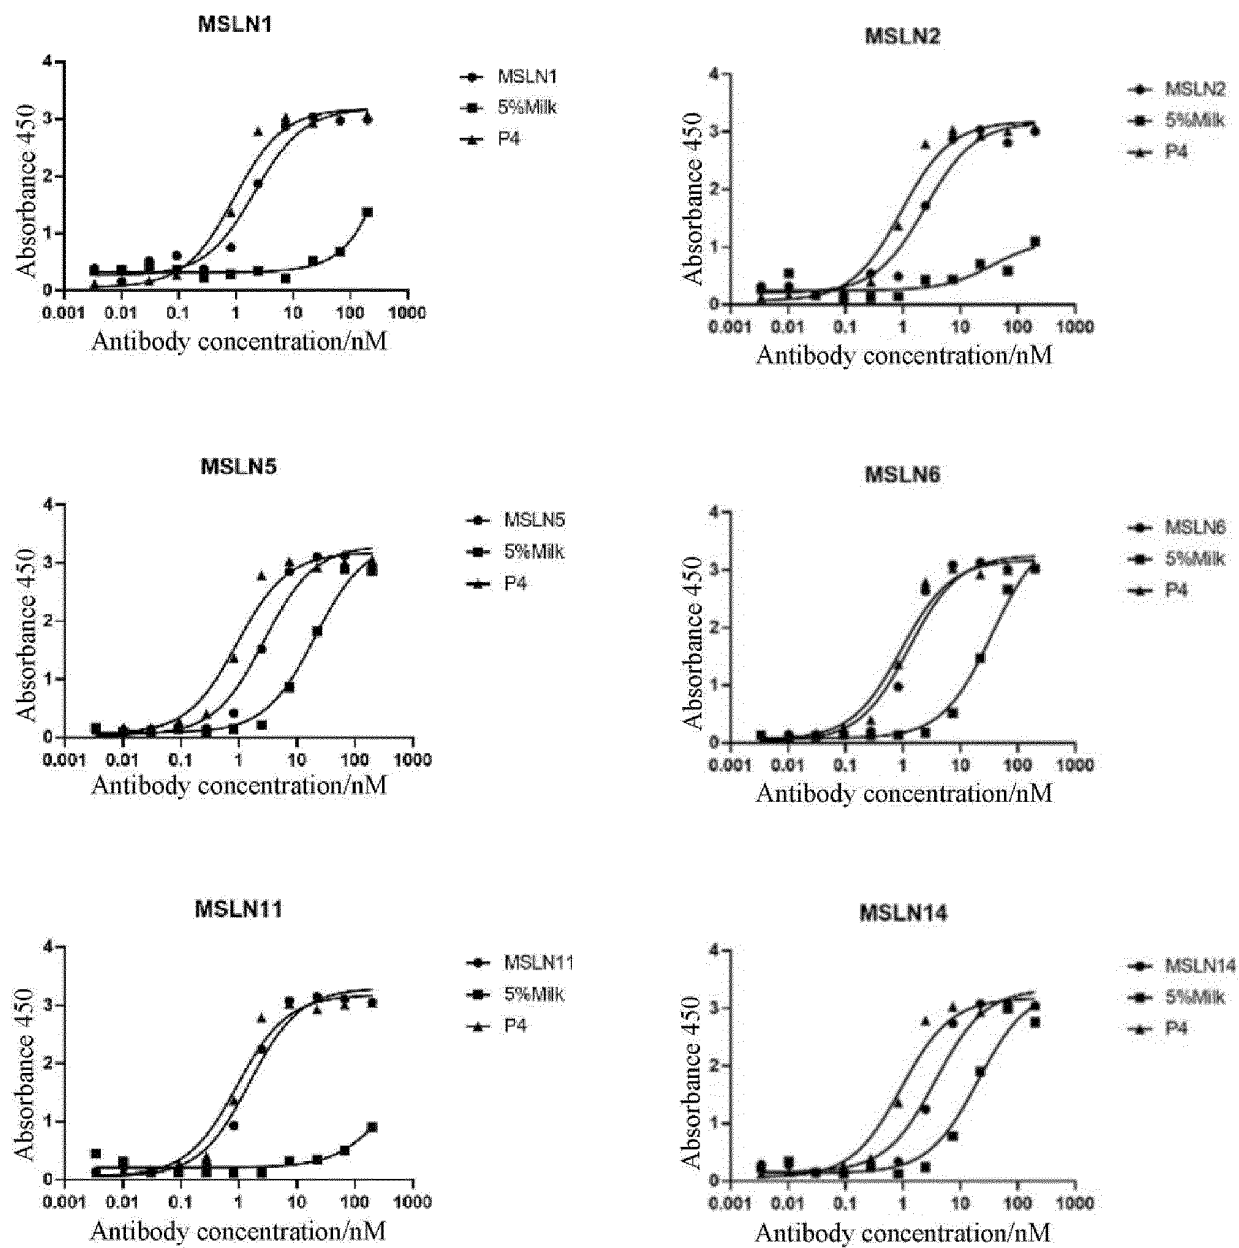 MSLN1
4
3
2
1
0
0.001 0.01 0.1 1 10 100 1000
Absorbance 450
Antibody concentration/nM
MSLN1
5%Milk
P4
MSLN2
4
3
2
1
0
0.001 0.01 0.1 1 10 100 1000
Absorbance 450
Antibody concentration/nM
MSLN2
5%Milk
P4
MSLN5
4
3
2
1
0
0.001 0.01 0.1 1 10 100 1000
Absorbance 450
Antibody concentration/nM
MSLN5
5%Milk
P4
MSLN6
4
3
2
1
0
0.001 0.01 0.1 1 10 100 1000
Absorbance 450
Antibody concentration/nM
MSLN6
5%Milk
P4
MSLN11
4
3
2
1
0
0.001 0.01 0.1 1 10 100 1000
Absorbance 450
Antibody concentration/nM
MSLN11
5%Milk
P4
MSLN14
4
3
2
1
0
0.001 0.01 0.1 1 10 100 1000
Absorbance 450
Antibody concentration/nM
MSLN14
5%Milk
P4